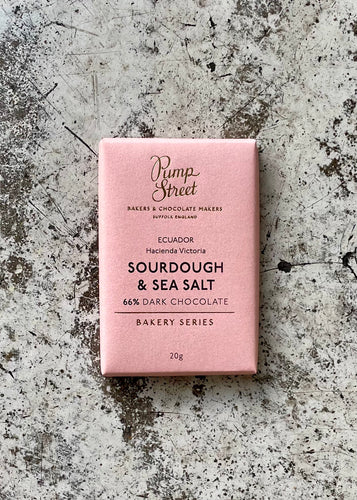 Pump
Street
BAKERS & CHOCOLATE MAKERS
SUFFOLK ENGLAND
ECUADOR
Hacienda Victoria
SOURDOUGH
& SEA SALT
66% DARK CHOCOLATE
BAKERY SERIES
20g